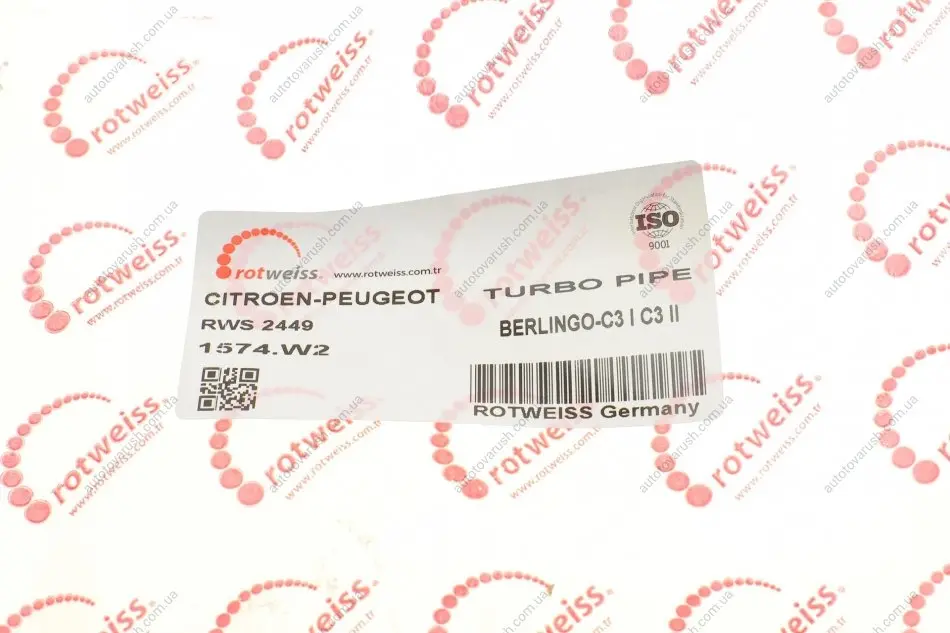 rotweiss® www.rotweiss.com.tr
CITROEN-PEUGEOT
RWS 2449
1574.W2
ISO
9001
TURBO PIPE
BERLINGO-C3 I C3 II
ROTWEISS Germany
rotweiss®
www.rotweiss.com.tr
autotovarush.com.ua